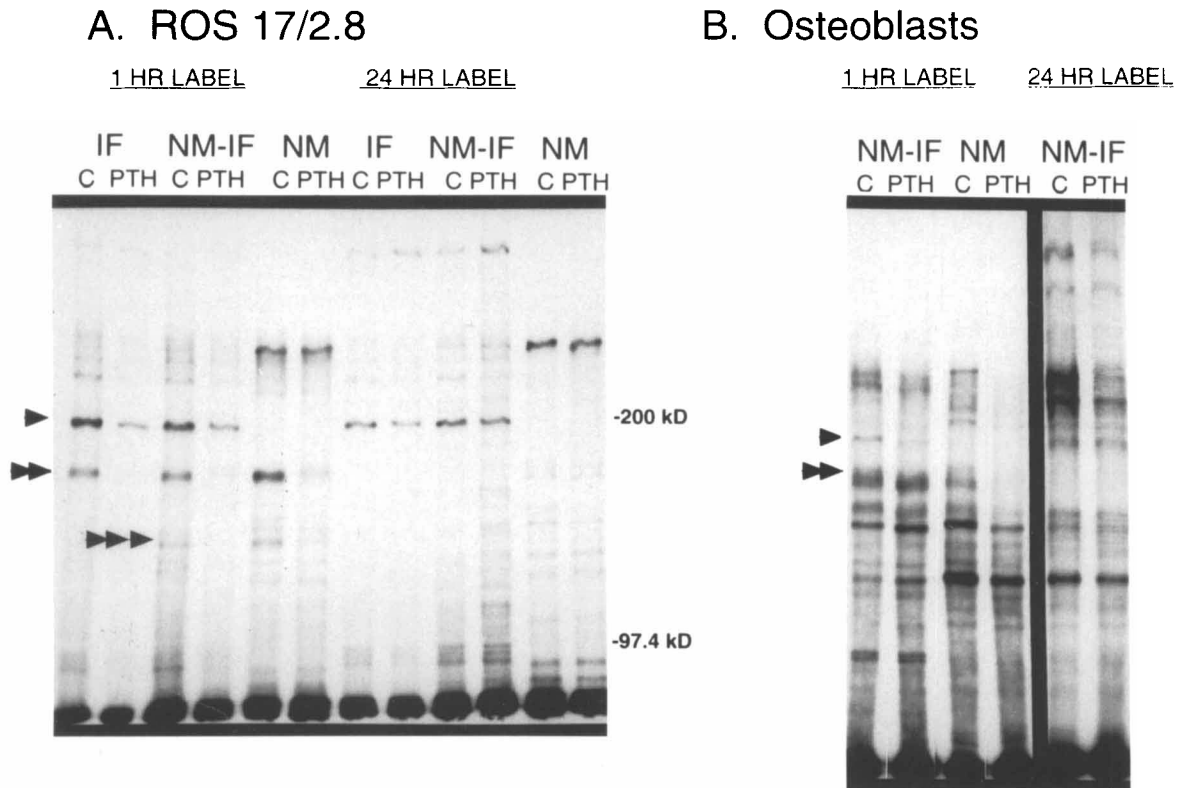 A. ROS 17/2.8
B. Osteoblasts
1 HR LABEL
24 HR LABEL
1 HR LABEL
24 HR LABEL
IF NM-IF NM IF NM-IF NM
C PTH C PTH C PTH C PTH C PTH C PTH
NM-IF NM NM-IF
C PTH C PTH C PTH
-200 kD
-97.4 kD